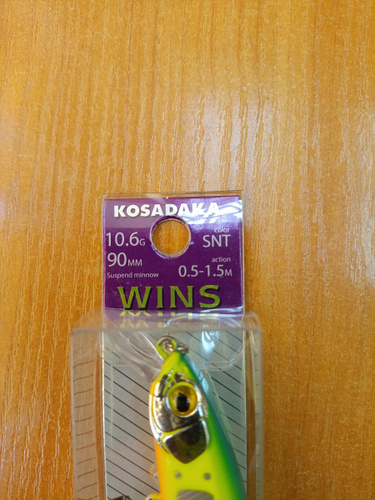 KOSADAKA
10.6G color
90MM SNT
Suspend minnow action
0.5-1.5M
WINS